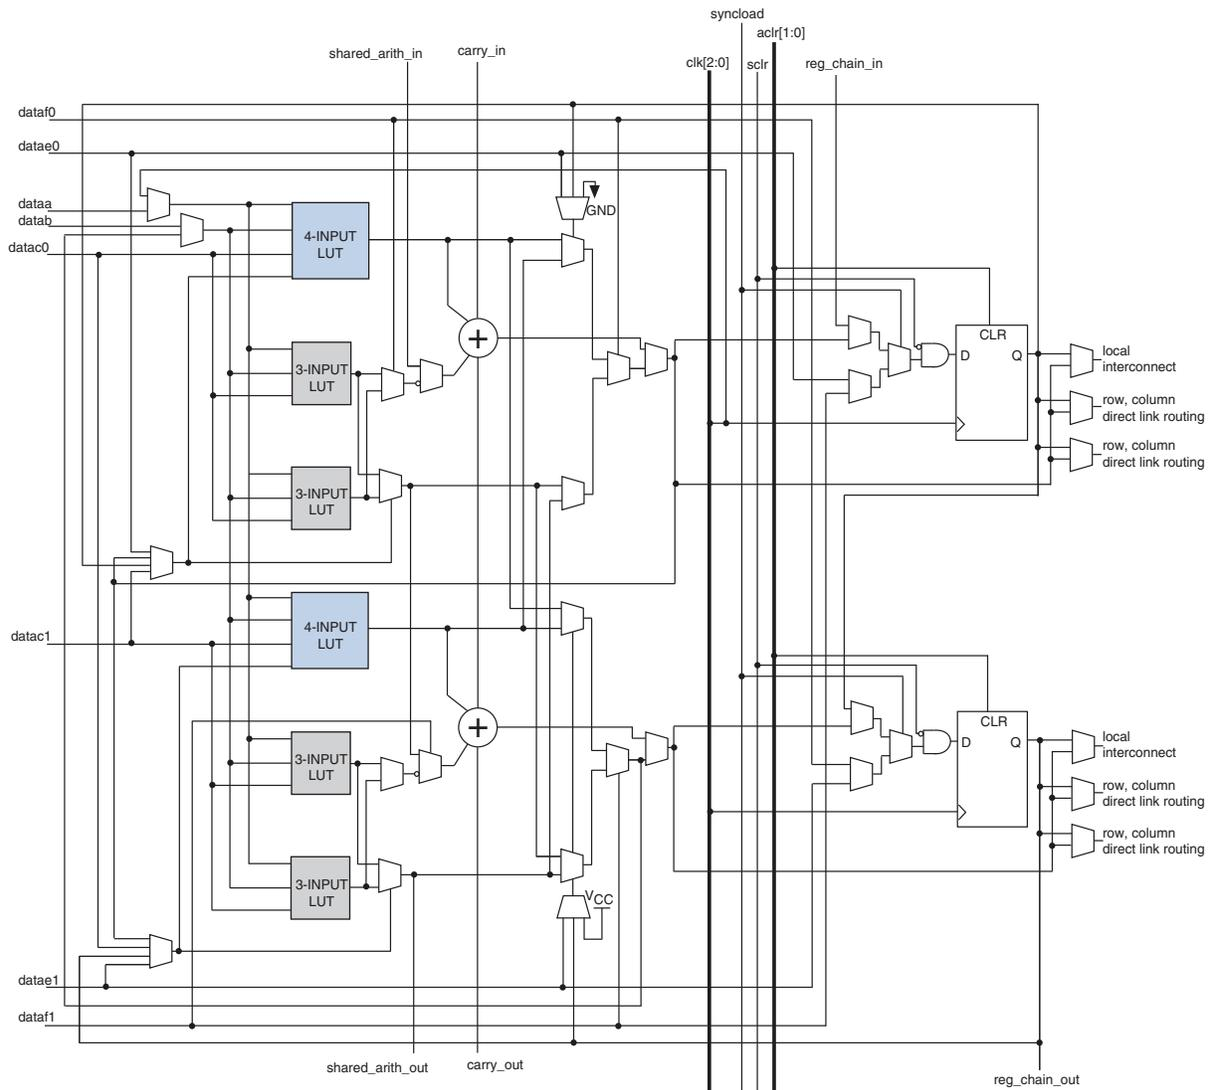 syncload
aclr[1:0]
shared_arith_in
carry_in
clk[2:0]
sclr
reg_chain_in
dataf0
datae0
dataa
datab
datac0
GND
4-INPUT
LUT
+
CLR
D
Q
local
interconnect
3-INPUT
LUT
row, column
direct link routing
row, column
direct link routing
3-INPUT
LUT
4-INPUT
LUT
datac1
+
CLR
D
Q
local
interconnect
3-INPUT
LUT
row, column
direct link routing
row, column
direct link routing
3-INPUT
LUT
VCC
datae1
dataf1
shared_arith_out
carry_out
reg_chain_out